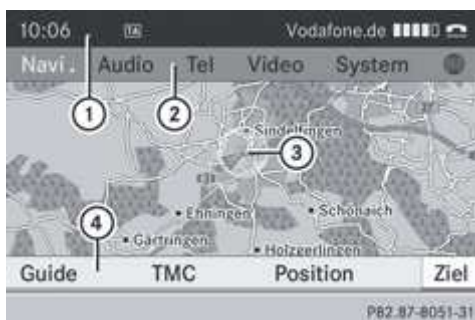 10:06 TA Vodafone.de
Navi. Audio Tel Video System
1
2
Sindelfingen
3
Ehningen
Schönaich
4
Gärtringen
Holzgerlingen
Guide TMC Position Ziel
P82.87-8051-31